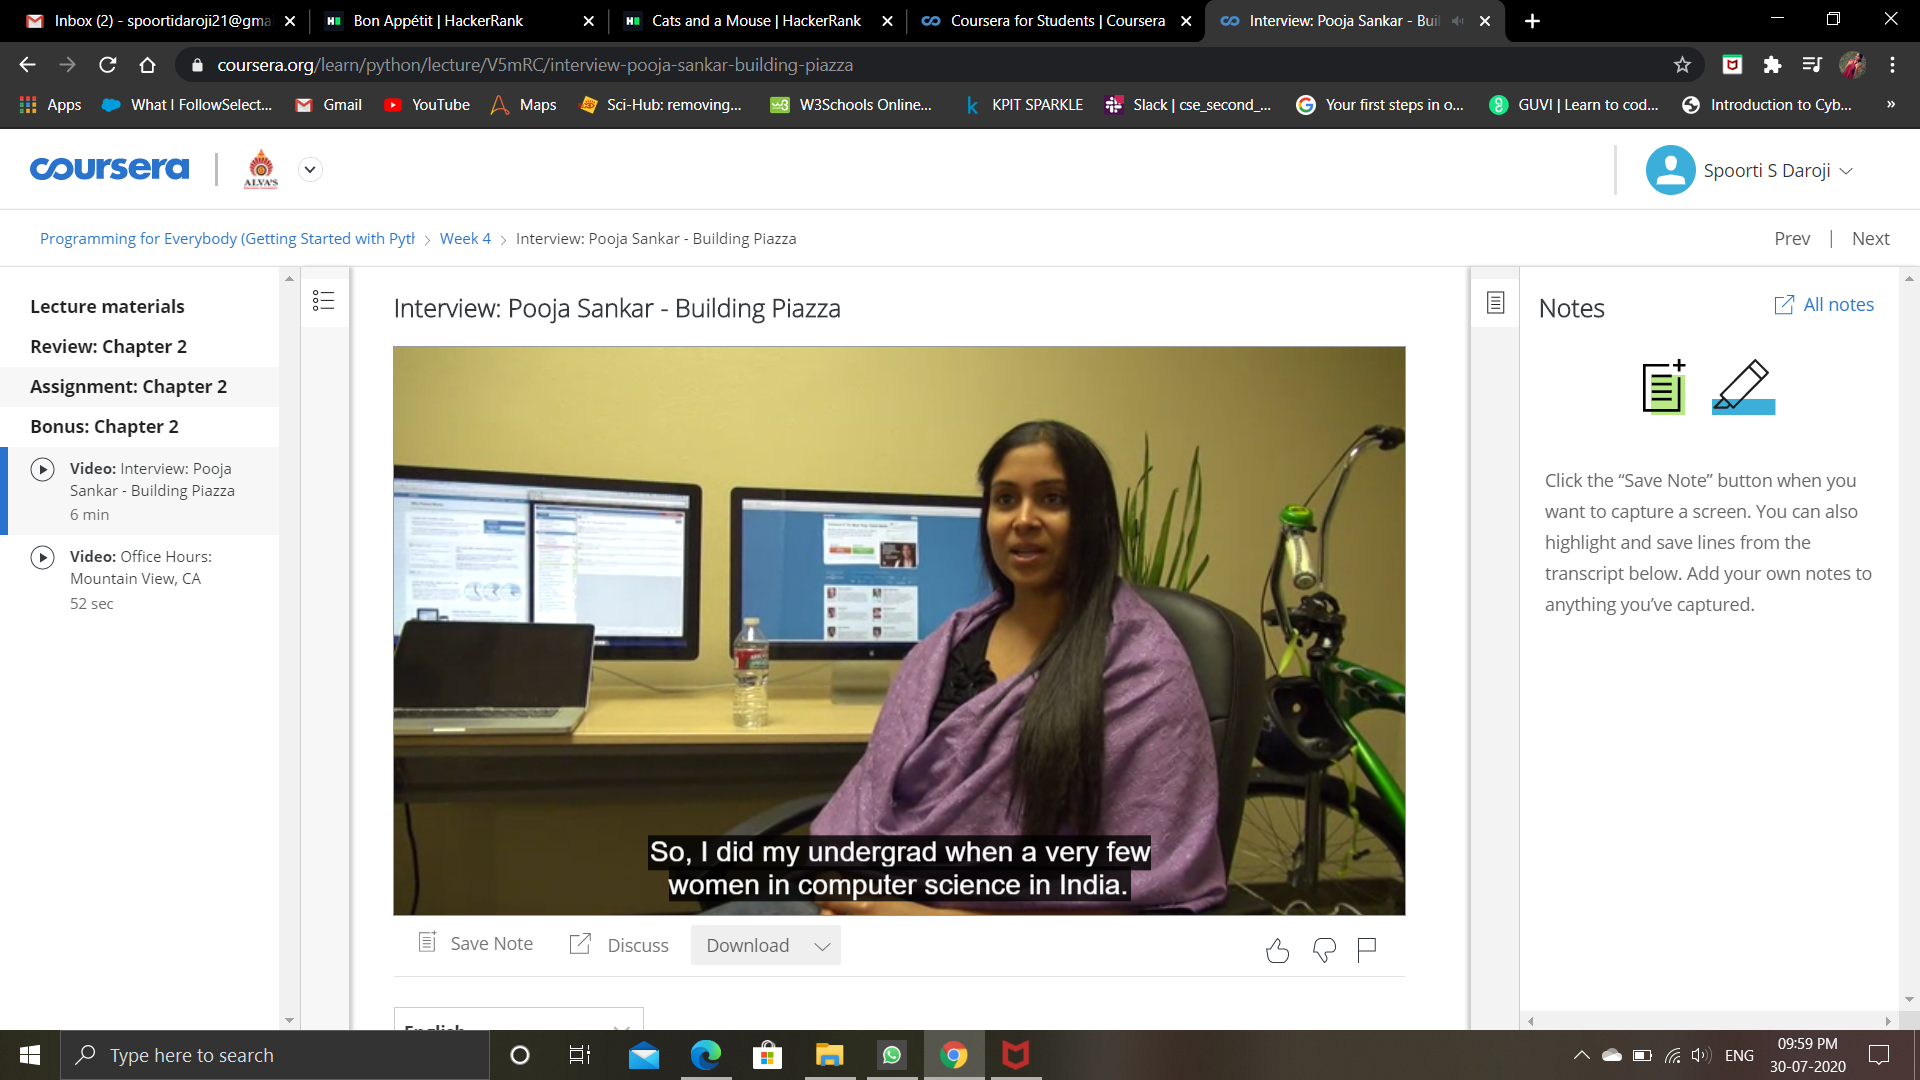 Inbox (2) - spoortidaroji21@gma
Bon Appétit | HackerRank
Cats and a Mouse | HackerRank
Coursera for Students | Coursera
Interview: Pooja Sankar - Buil
coursera.org/learn/python/lecture/V5mRC/interview-pooja-sankar-building-piazza
Apps
What I FollowSelect...
Gmail
YouTube
Maps
Sci-Hub: removing...
W3Schools Online...
KPIT SPARKLE
Slack | cse_second_...
Your first steps in o...
GUVI | Learn to cod...
Introduction to Cyb...
»
coursera
ALVA'S
Spoorti S Daroji
Programming for Everybody (Getting Started with Pyth
Week 4
Interview: Pooja Sankar - Building Piazza
Prev | Next
Lecture materials
Review: Chapter 2
Assignment: Chapter 2
Bonus: Chapter 2
Video: Interview: Pooja
Sankar - Building Piazza
6 min
Video: Office Hours:
Mountain View, CA
52 sec
Interview: Pooja Sankar - Building Piazza
So, I did my undergrad when a very few
women in computer science in India.
Save Note
Discuss
Download
English
Notes
All notes
Click the “Save Note” button when you
want to capture a screen. You can also
highlight and save lines from the
transcript below. Add your own notes to
anything you’ve captured.
Type here to search
ENG
09:59 PM
30-07-2020